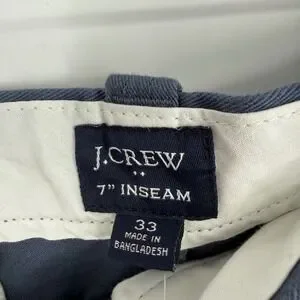 J.CREW
7" INSEAM
33
MADE IN
BANGLADESH